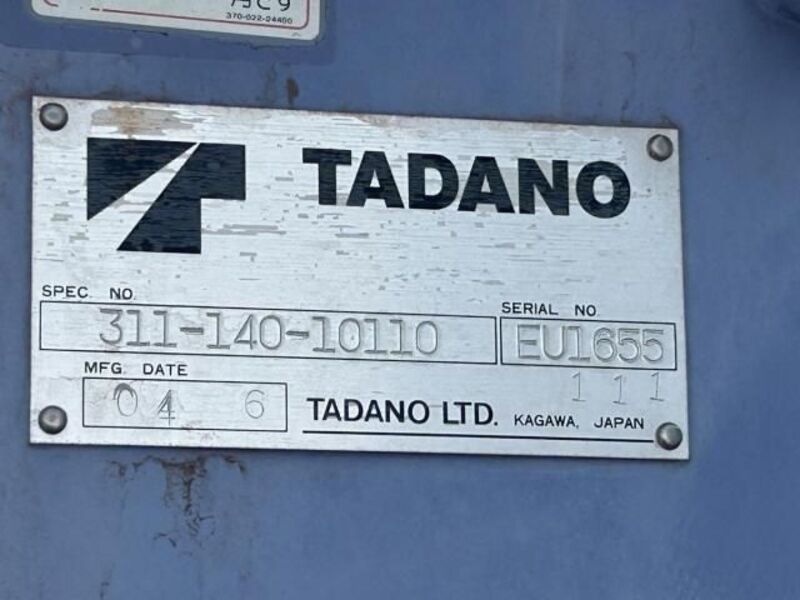 370-022-04400
TADANO
SPEC. NO.
311-140-10110
SERIAL NO.
EU1655
MFG. DATE
04 6
111
TADANO LTD. KAGAWA, JAPAN